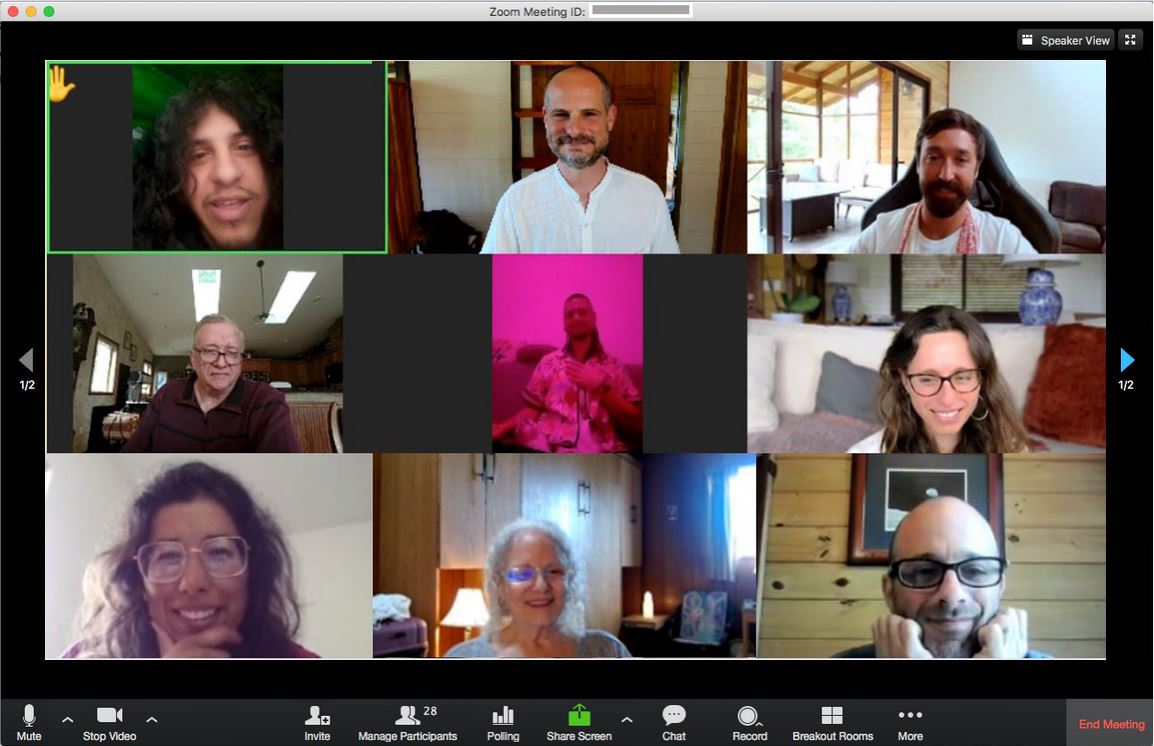 Zoom Meeting ID:
Speaker View
1/2
1/2
28
Mute
Stop Video
Invite
Manage Participants
Polling
Share Screen
Chat
Record
Breakout Rooms
More
End Meeting